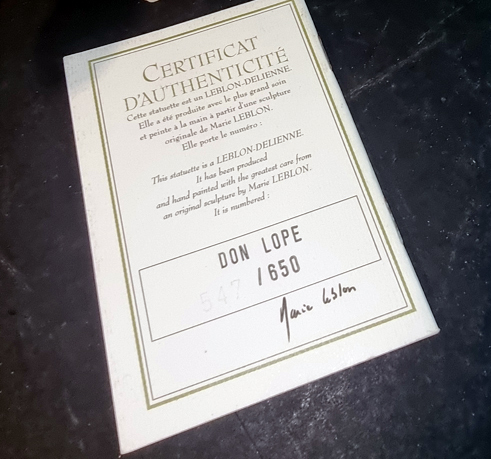 CERTIFICAT
D'AUTHENTICITÉ
Cette statuette est un LEBLON-DELIENNE.
Elle a été produite avec le plus grand soin
et peinte à la main à partir d'une sculpture
originale de Marie LEBLON.
Elle porte le numéro :
This statuette is a LEBLON-DELIENNE.
It has been produced
and hand painted with the greatest care from
an original sculpture by Marie LEBLON.
It is numbered :
DON LOPE
547 /650
Marie Leblon